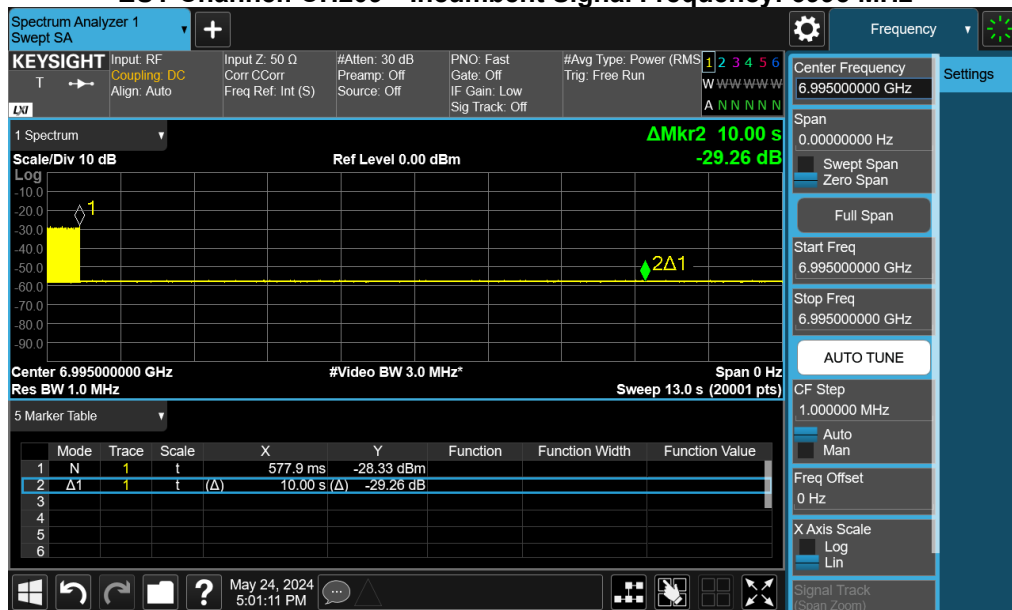 Spectrum Analyzer 1
Swept SA
Frequency
KEYSIGHT
T
LXI
Input: RF
Coupling: DC
Align: Auto
Input Z: 50 Ω
Corr CCorr
Freq Ref: Int (S)
#Atten: 30 dB
Preamp: Off
Source: Off
PNO: Fast
Gate: Off
IF Gain: Low
Sig Track: Off
#Avg Type: Power (RMS
Trig: Free Run
1 2 3 4 5 6
W W W W W W
A N N N N N
1 Spectrum
ΔMkr2 10.00 s
-29.26 dB
Scale/Div 10 dB
Ref Level 0.00 dBm
Log
-10.0
-20.0
-30.0
-40.0
-50.0
-60.0
-70.0
-80.0
-90.0
1
2Δ1
Center 6.995000000 GHz
#Video BW 3.0 MHz*
Span 0 Hz
Res BW 1.0 MHz
Sweep 13.0 s (20001 pts)
5 Marker Table
Mode Trace Scale X Y Function Function Width Function Value
1 N 1 t 577.9 ms -28.33 dBm
2 Δ1 1 t (Δ) 10.00 s (Δ) -29.26 dB
3
4
5
6
May 24, 2024
5:01:11 PM
Center Frequency
6.995000000 GHz
Settings
Span
0.00000000 Hz
Swept Span
Zero Span
Full Span
Start Freq
6.995000000 GHz
Stop Freq
6.995000000 GHz
AUTO TUNE
CF Step
1.000000 MHz
Auto
Man
Freq Offset
0 Hz
X Axis Scale
Log
Lin
Signal Track
(Span Zoom)